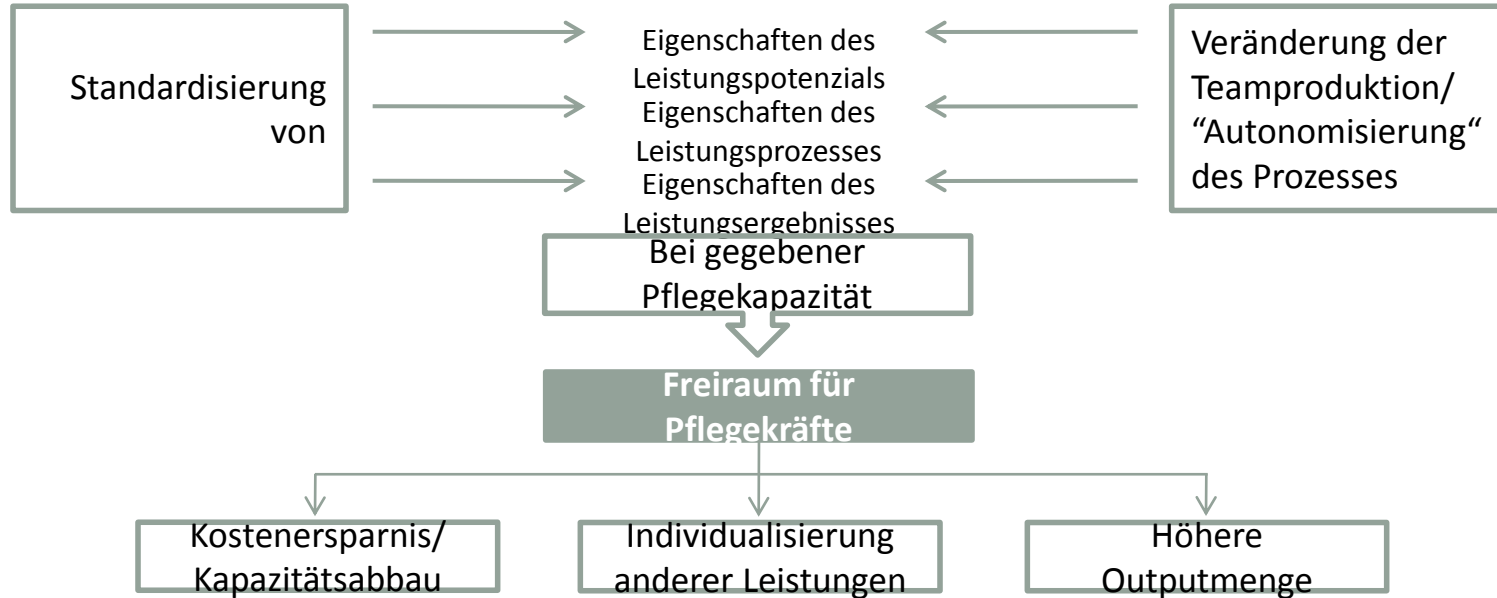 Standardisierung
von
Eigenschaften des
Leistungspotenzials
Eigenschaften des
Leistungsprozesses
Eigenschaften des
Leistungsergebnisses
Veränderung der
Teamproduktion/
“Autonomisierung“
des Prozesses
Bei gegebener
Pflegekapazität
Freiraum für
Pflegekräfte
Kostenersparnis/
Kapazitätsabbau
Individualisierung
anderer Leistungen
Höhere
Outputmenge